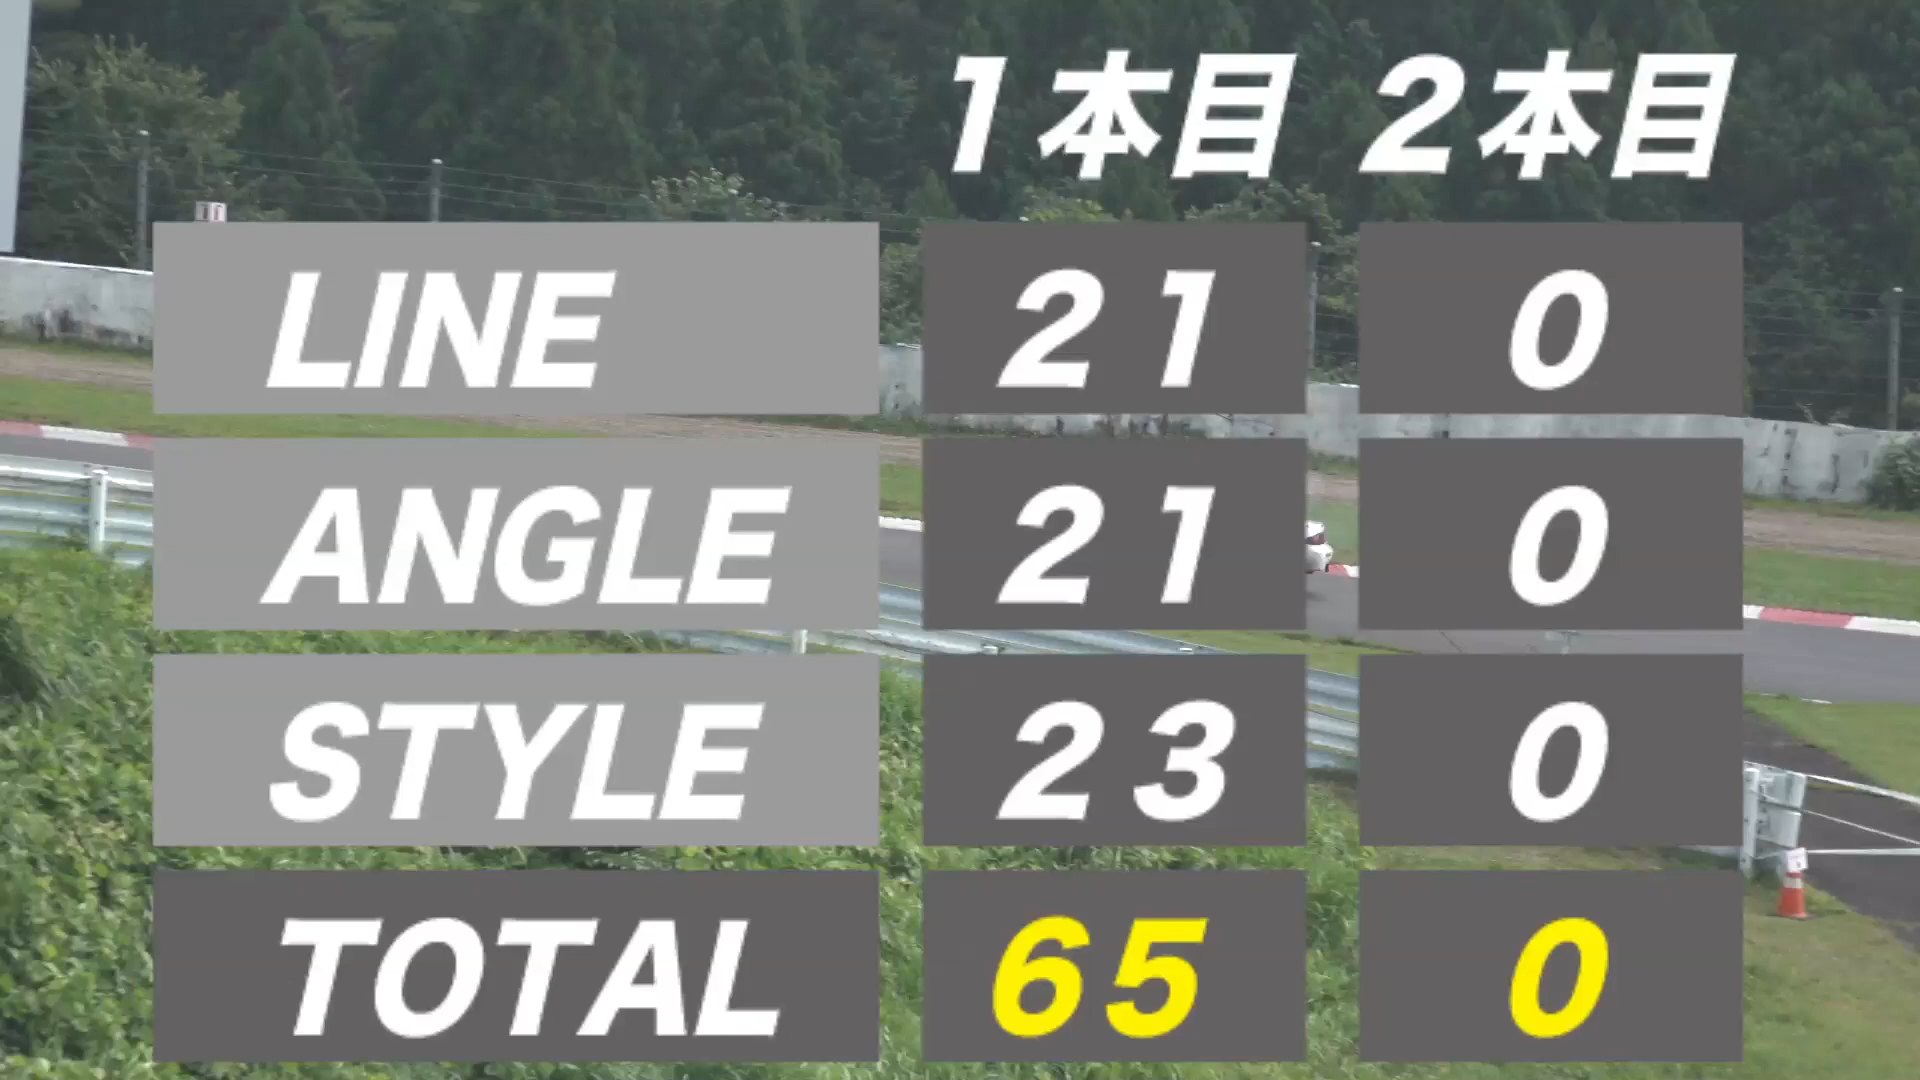 1本目 2本目
LINE 21 0
ANGLE 21 0
STYLE 23 0
TOTAL 65 0